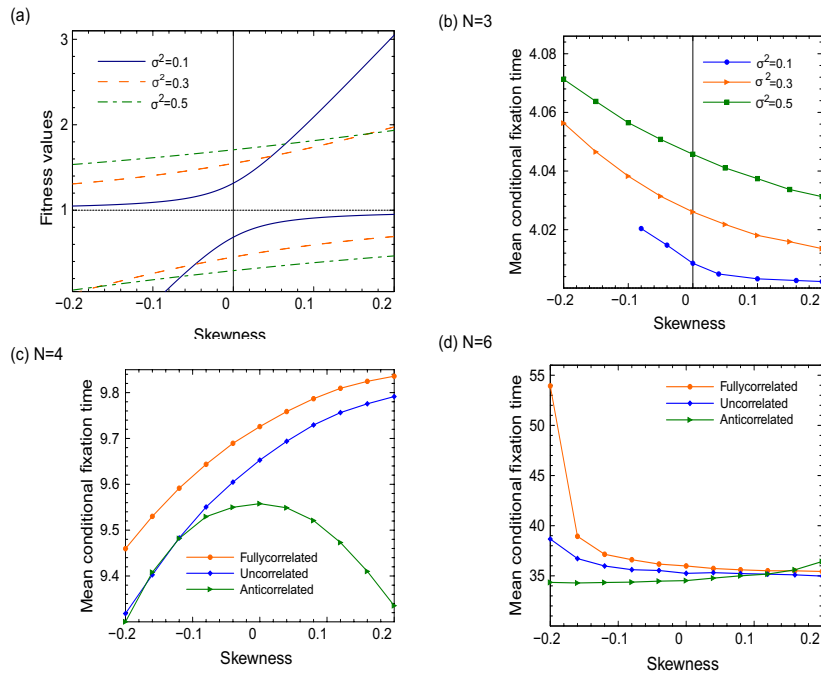 (a)
σ²=0.1
σ²=0.3
σ²=0.5
Fitness values
3
2
1
−0.2 −0.1 0 0.1 0.2
Skewness
(b) N=3
σ²=0.1
σ²=0.3
σ²=0.5
Mean conditional fixation time
4.08
4.06
4.04
4.02
−0.2 −0.1 0 0.1 0.2
Skewness
(c) N=4
Fullycorrelated
Uncorrelated
Anticorrelated
Mean conditional fixation time
9.8
9.7
9.6
9.5
9.4
−0.2 −0.1 0 0.1 0.2
Skewness
(d) N=6
Fullycorrelated
Uncorrelated
Anticorrelated
Mean conditional fixation time
55
50
45
40
35
30
−0.2 −0.1 0 0.1 0.2
Skewness